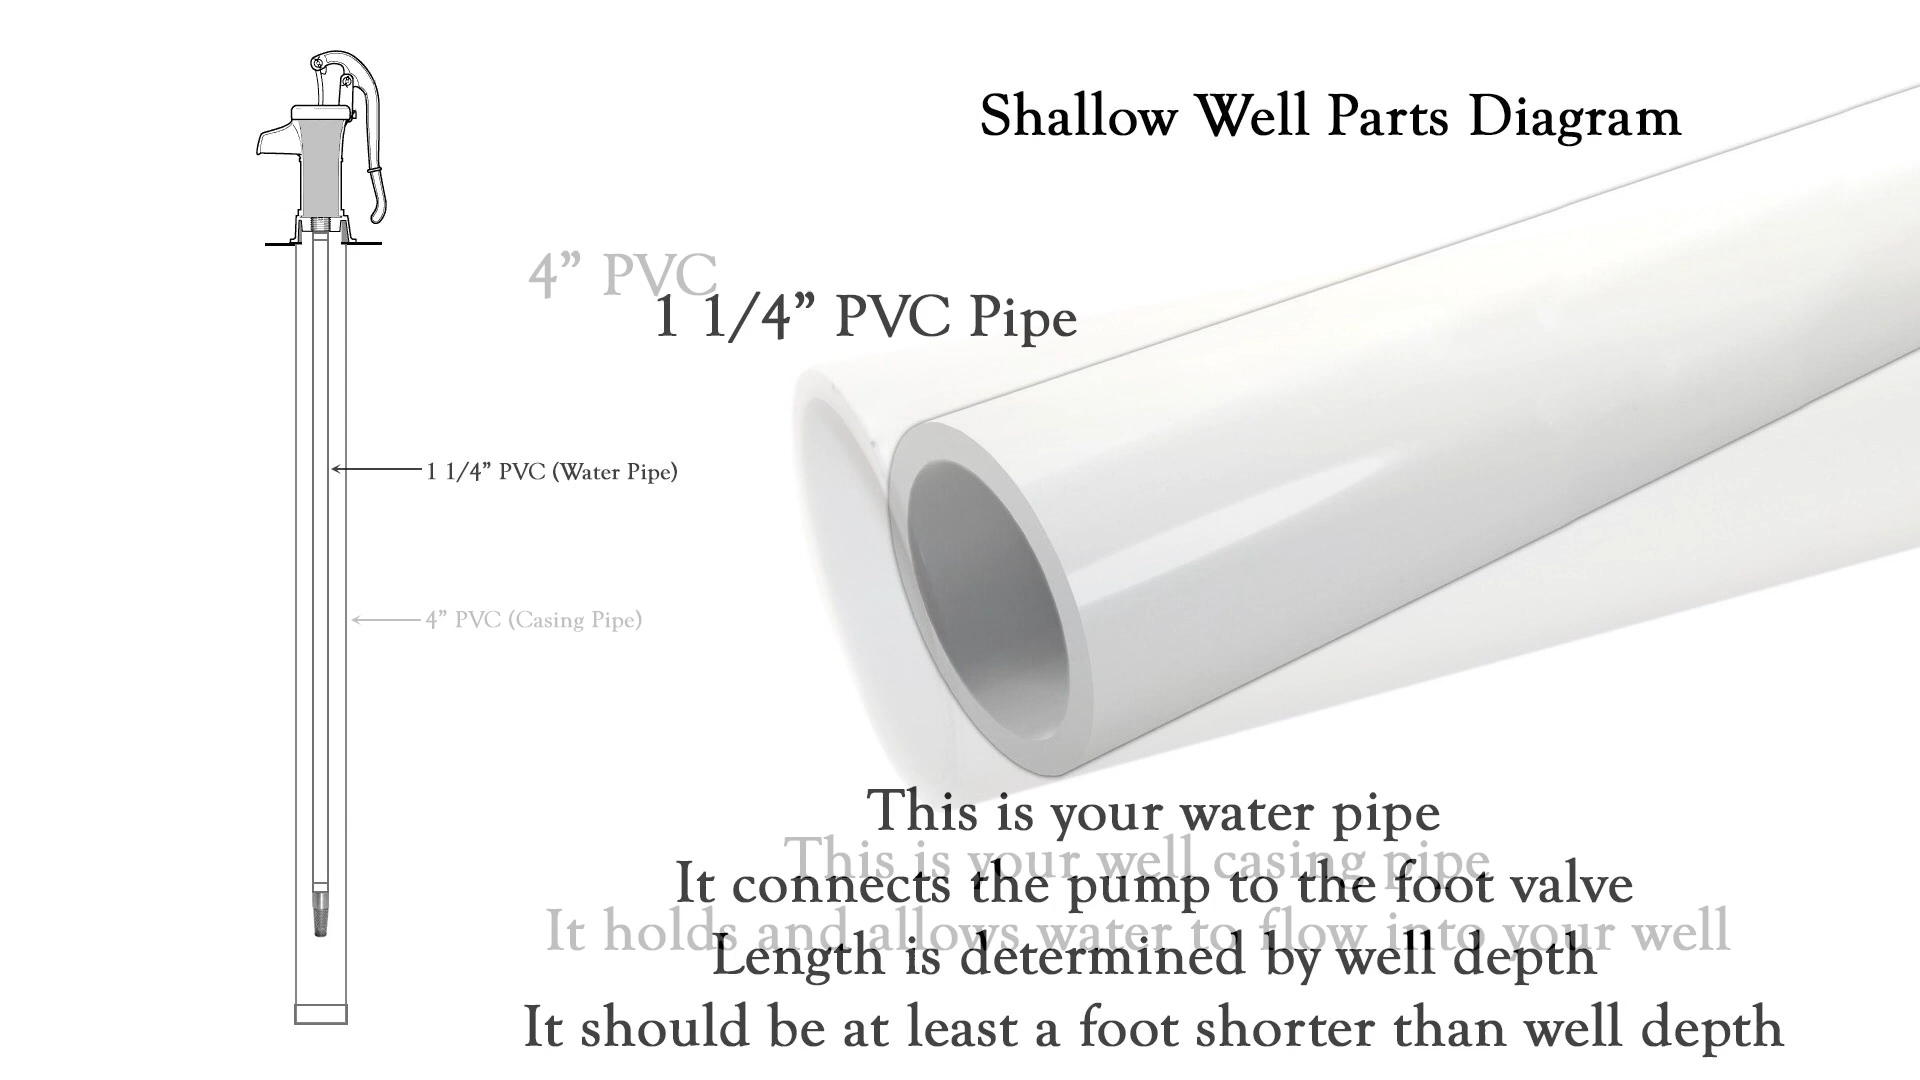 Shallow Well Parts Diagram
4” PVC
1 1/4” PVC Pipe
1 1/4” PVC (Water Pipe)
4” PVC (Casing Pipe)
This is your water pipe
This is your well casing pipe
It connects the pump to the foot valve
It holds and allows water to flow into your well
Length is determined by well depth
It should be at least a foot shorter than well depth